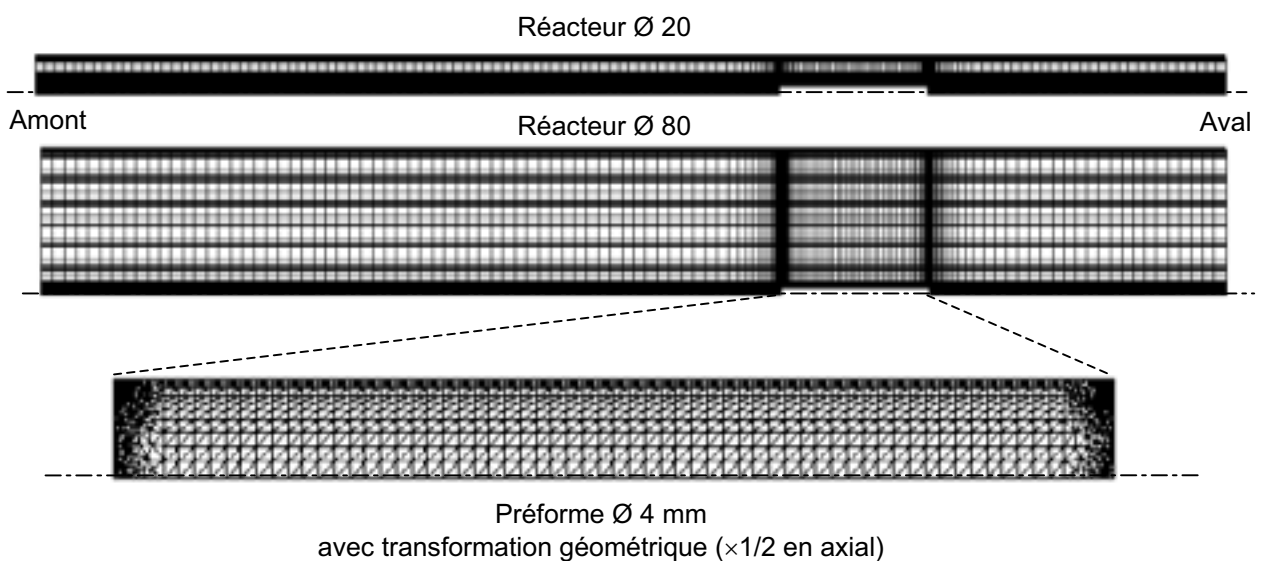 Réacteur Ø 20
Amont
Aval
Réacteur Ø 80
Préforme Ø 4 mm
avec transformation géométrique (×1/2 en axial)